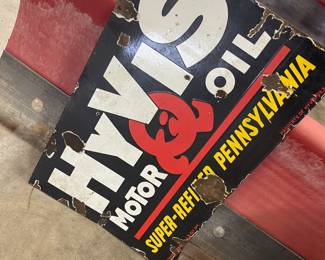 HYVIS
MOTOR OIL
SUPER-REFINED PENNSYLVANIA